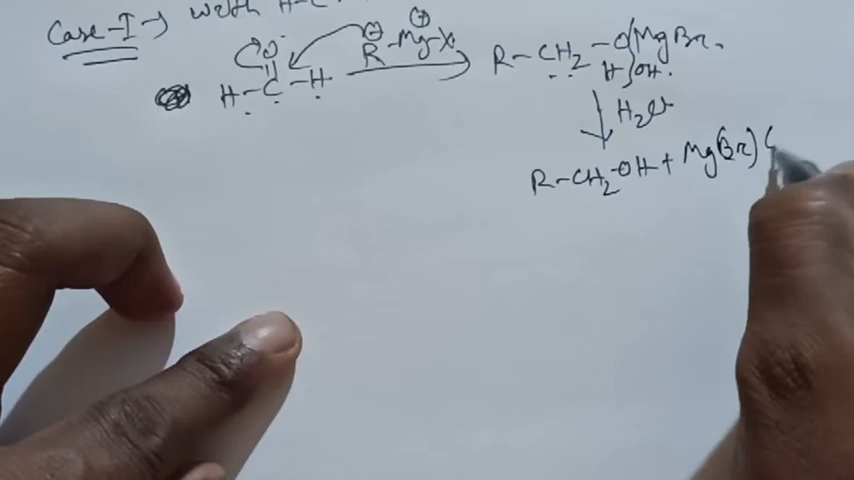 Case-I → with H-C
O ⊖ ⊕
H-C-H R-Mg-X → R-CH2-OMgBr.
H OH.
↓ H2O
R-CH2-OH + Mg(Br)(